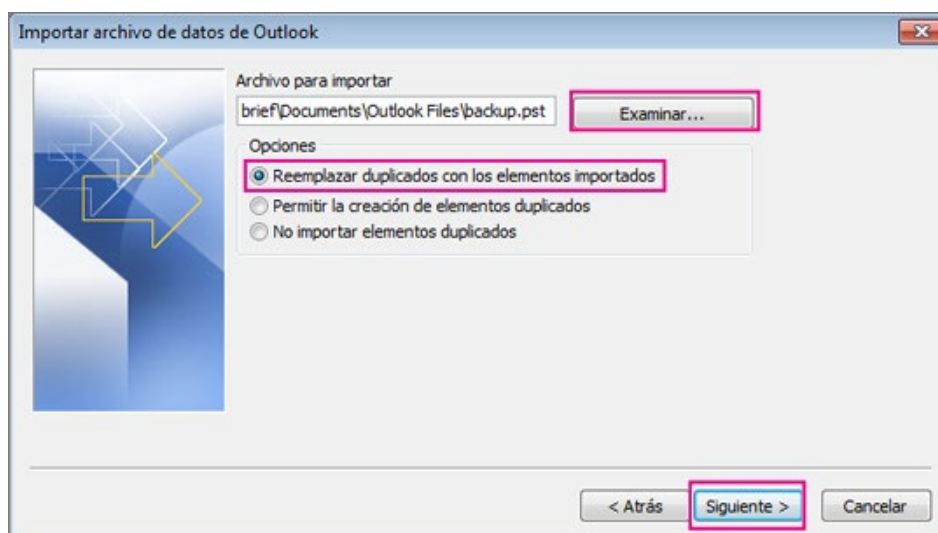 Importar archivo de datos de Outlook
Archivo para importar
brief\Documents\Outlook Files\backup.pst
Examinar...
Opciones
Reemplazar duplicados con los elementos importados
Permitir la creación de elementos duplicados
No importar elementos duplicados
< Atrás
Siguiente >
Cancelar